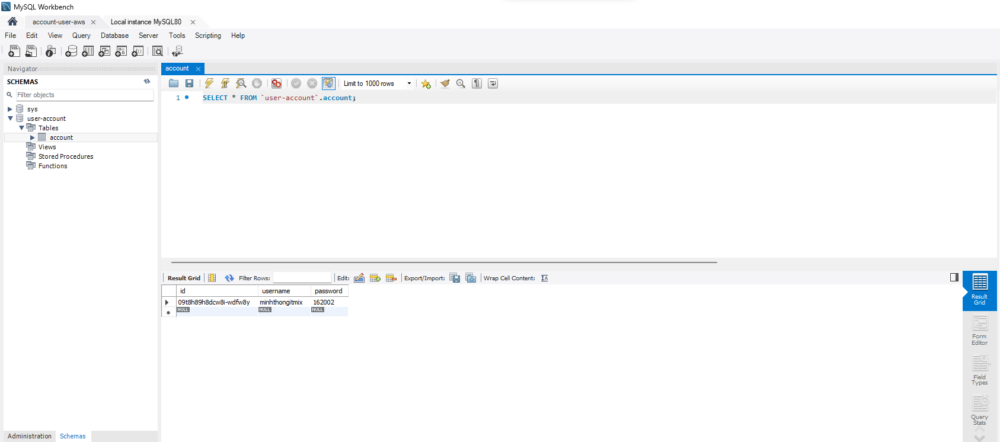 MySQL Workbench
account-user-aws
Local instance MySQL80
File Edit View Query Database Server Tools Scripting Help
Navigator
SCHEMAS
Filter objects
sys
user-account
Tables
account
Views
Stored Procedures
Functions
Administration Schemas
account
Limit to 1000 rows
1 SELECT * FROM `user-account`.account;
Result Grid Filter Rows: Edit: Export/Import: Wrap Cell Content:
id username password
09t8h89h8dcw8i-wdfw8y minhthongitmix 162002
NULL NULL NULL
Result
Grid
Form
Editor
Field
Types
Query
Stats